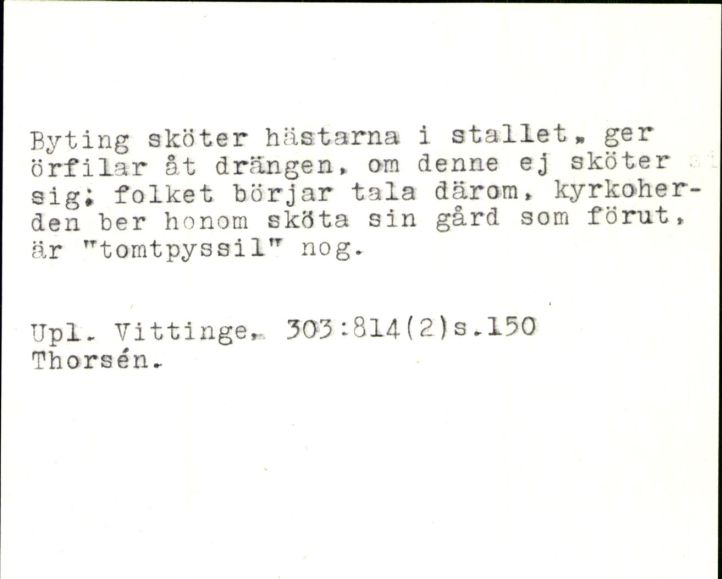 Byting sköter hästarna i stallet, ger
örfilar åt drängen, om denne ej sköter
sig; folket börjar tala därom, kyrkoher-
den ber honom sköta sin gård som förut,
är "tomtpyssil" nog.
Upl. Vittinge, 303:814(2)s.150
Thorsén.